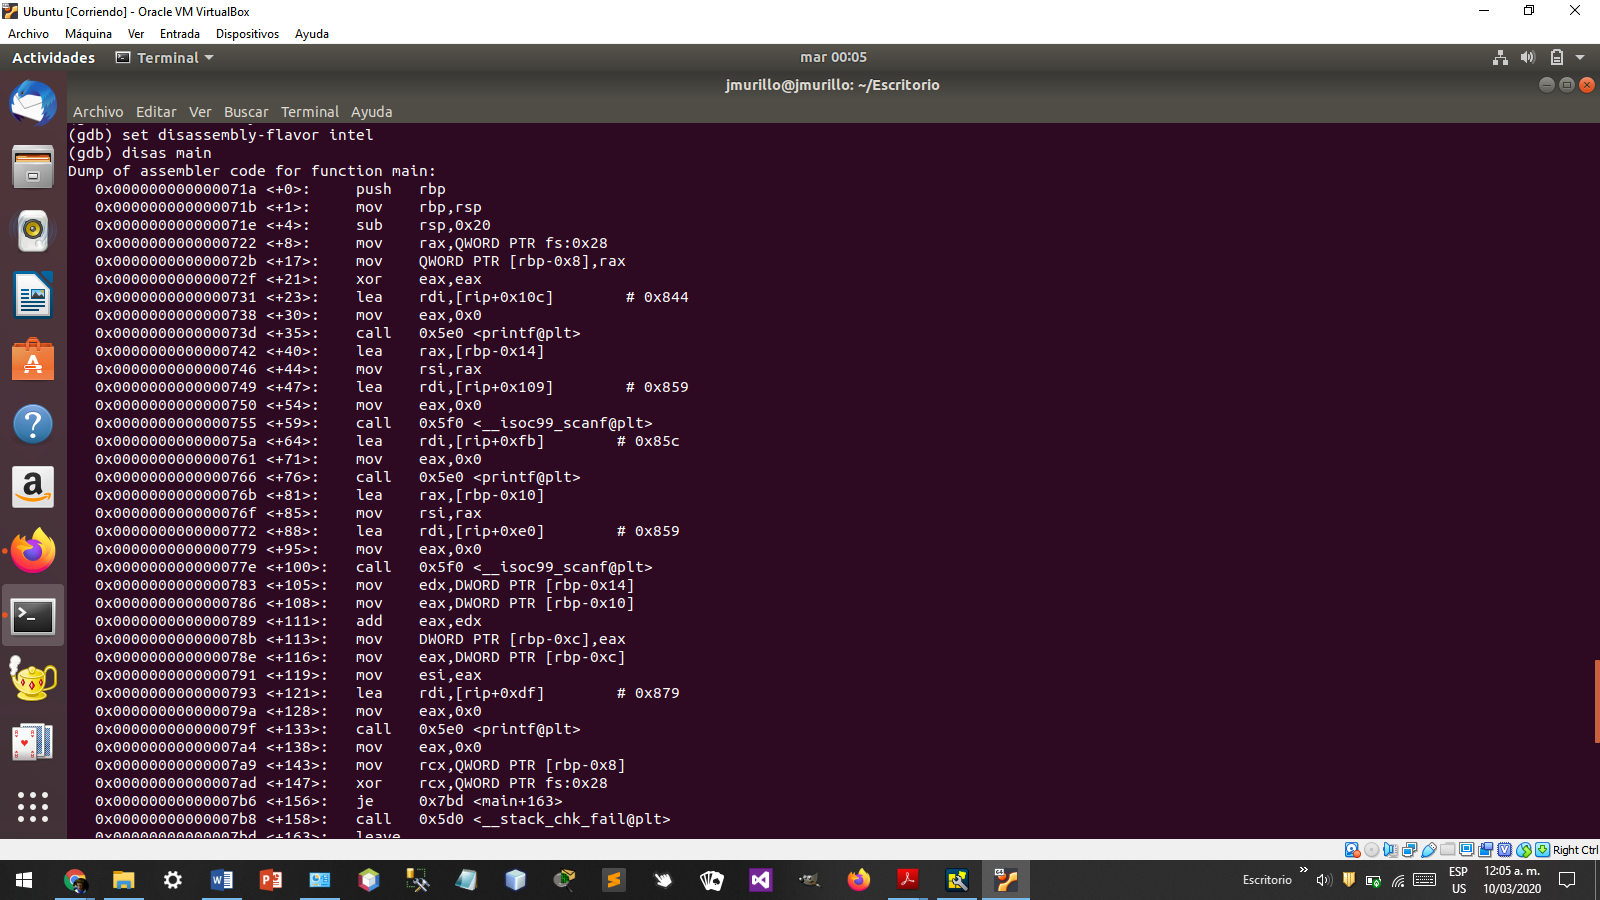 Ubuntu [Corriendo] - Oracle VM VirtualBox
Archivo Máquina Ver Entrada Dispositivos Ayuda
Actividades Terminal mar 00:05
jmurillo@jmurillo: ~/Escritorio
Archivo Editar Ver Buscar Terminal Ayuda
(gdb) set disassembly-flavor intel
(gdb) disas main
Dump of assembler code for function main:
0x000000000000071a <+0>: push rbp
0x000000000000071b <+1>: mov rbp,rsp
0x000000000000071e <+4>: sub rsp,0x20
0x0000000000000722 <+8>: mov rax,QWORD PTR fs:0x28
0x000000000000072b <+17>: mov QWORD PTR [rbp-0x8],rax
0x000000000000072f <+21>: xor eax,eax
0x0000000000000731 <+23>: lea rdi,[rip+0x10c] # 0x844
0x0000000000000738 <+30>: mov eax,0x0
0x000000000000073d <+35>: call 0x5e0 <printf@plt>
0x0000000000000742 <+40>: lea rax,[rbp-0x14]
0x0000000000000746 <+44>: mov rsi,rax
0x0000000000000749 <+47>: lea rdi,[rip+0x109] # 0x859
0x0000000000000750 <+54>: mov eax,0x0
0x0000000000000755 <+59>: call 0x5f0 <__isoc99_scanf@plt>
0x000000000000075a <+64>: lea rdi,[rip+0xfb] # 0x85c
0x0000000000000761 <+71>: mov eax,0x0
0x0000000000000766 <+76>: call 0x5e0 <printf@plt>
0x000000000000076b <+81>: lea rax,[rbp-0x10]
0x000000000000076f <+85>: mov rsi,rax
0x0000000000000772 <+88>: lea rdi,[rip+0xe0] # 0x859
0x0000000000000779 <+95>: mov eax,0x0
0x000000000000077e <+100>: call 0x5f0 <__isoc99_scanf@plt>
0x0000000000000783 <+105>: mov edx,DWORD PTR [rbp-0x14]
0x0000000000000786 <+108>: mov eax,DWORD PTR [rbp-0x10]
0x0000000000000789 <+111>: add eax,edx
0x000000000000078b <+113>: mov DWORD PTR [rbp-0xc],eax
0x000000000000078e <+116>: mov eax,DWORD PTR [rbp-0xc]
0x0000000000000791 <+119>: mov esi,eax
0x0000000000000793 <+121>: lea rdi,[rip+0xdf] # 0x879
0x000000000000079a <+128>: mov eax,0x0
0x000000000000079f <+133>: call 0x5e0 <printf@plt>
0x00000000000007a4 <+138>: mov eax,0x0
0x00000000000007a9 <+143>: mov rcx,QWORD PTR [rbp-0x8]
0x00000000000007ad <+147>: xor rcx,QWORD PTR fs:0x28
0x00000000000007b6 <+156>: je 0x7bd <main+163>
0x00000000000007b8 <+158>: call 0x5d0 <__stack_chk_fail@plt>
0x00000000000007bd <+163>: leave
Right Ctrl
Escritorio ESP US 12:05 a. m. 10/03/2020